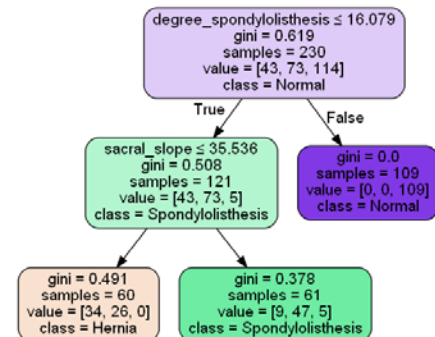 degree_spondylolisthesis ≤ 16.079
gini = 0.619
samples = 230
value = [43, 73, 114]
class = Normal
True
False
sacral_slope ≤ 35.536
gini = 0.508
samples = 121
value = [43, 73, 5]
class = Spondylolisthesis
gini = 0.0
samples = 109
value = [0, 0, 109]
class = Normal
gini = 0.491
samples = 60
value = [34, 26, 0]
class = Hernia
gini = 0.378
samples = 61
value = [9, 47, 5]
class = Spondylolisthesis